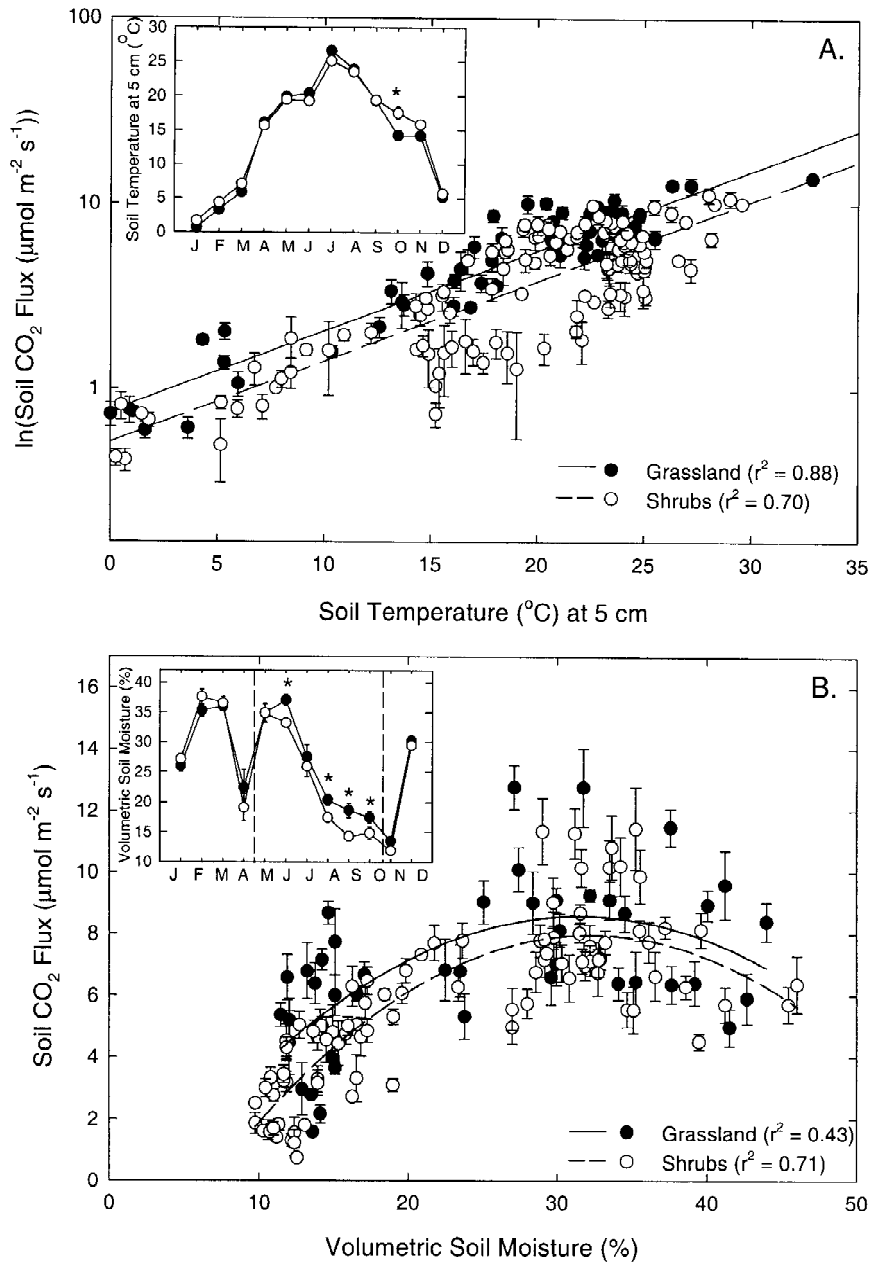 A.
ln(Soil CO2 Flux (µmol m-2 s-1))
100
10
1
0 5 10 15 20 25 30 35
Soil Temperature (oC) at 5 cm
Soil Temperature at 5 cm (oC)
30
25
20
15
10
5
0
*
J F M A M J J A S O N D
Grassland (r2 = 0.88)
Shrubs (r2 = 0.70)
B.
Soil CO2 Flux (µmol m-2 s-1)
16
14
12
10
8
6
4
2
0
0 10 20 30 40 50
Volumetric Soil Moisture (%)
Volumetric Soil Moisture (%)
40
35
30
25
20
15
10
* * * *
J F M A M J J A S O N D
Grassland (r2 = 0.43)
Shrubs (r2 = 0.71)